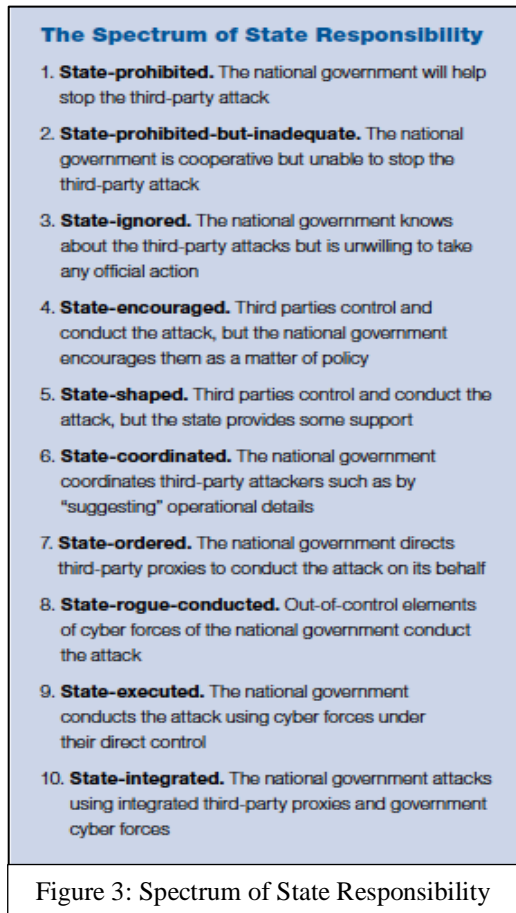 The Spectrum of State Responsibility
1. State-prohibited. The national government will help
stop the third-party attack
2. State-prohibited-but-inadequate. The national
government is cooperative but unable to stop the
third-party attack
3. State-ignored. The national government knows
about the third-party attacks but is unwilling to take
any official action
4. State-encouraged. Third parties control and
conduct the attack, but the national government
encourages them as a matter of policy
5. State-shaped. Third parties control and conduct the
attack, but the state provides some support
6. State-coordinated. The national government
coordinates third-party attackers such as by
“suggesting” operational details
7. State-ordered. The national government directs
third-party proxies to conduct the attack on its behalf
8. State-rogue-conducted. Out-of-control elements
of cyber forces of the national government conduct
the attack
9. State-executed. The national government
conducts the attack using cyber forces under
their direct control
10. State-integrated. The national government attacks
using integrated third-party proxies and government
cyber forces
Figure 3: Spectrum of State Responsibility